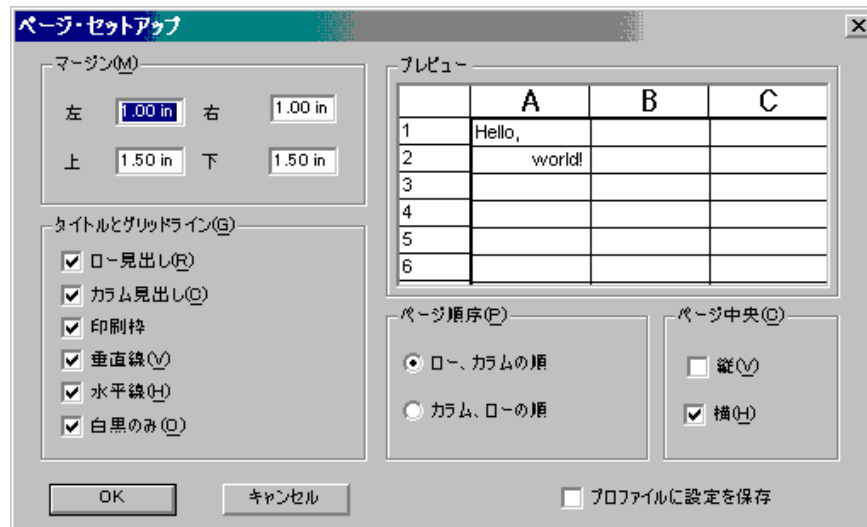 ページ・セットアップ
マージン(M)
左 1.00 in 右 1.00 in
上 1.50 in 下 1.50 in
タイトルとグリッドライン(G)
ロー見出し(R)
カラム見出し(C)
印刷枠
垂直線(V)
水平線(H)
白黒のみ(O)
プレビュー
A B C
1 Hello,
2 world!
3
4
5
6
ページ順序(P)
ロー、カラムの順
カラム、ローの順
ページ中央(C)
縦(V)
横(H)
OK キャンセル プロファイルに設定を保存